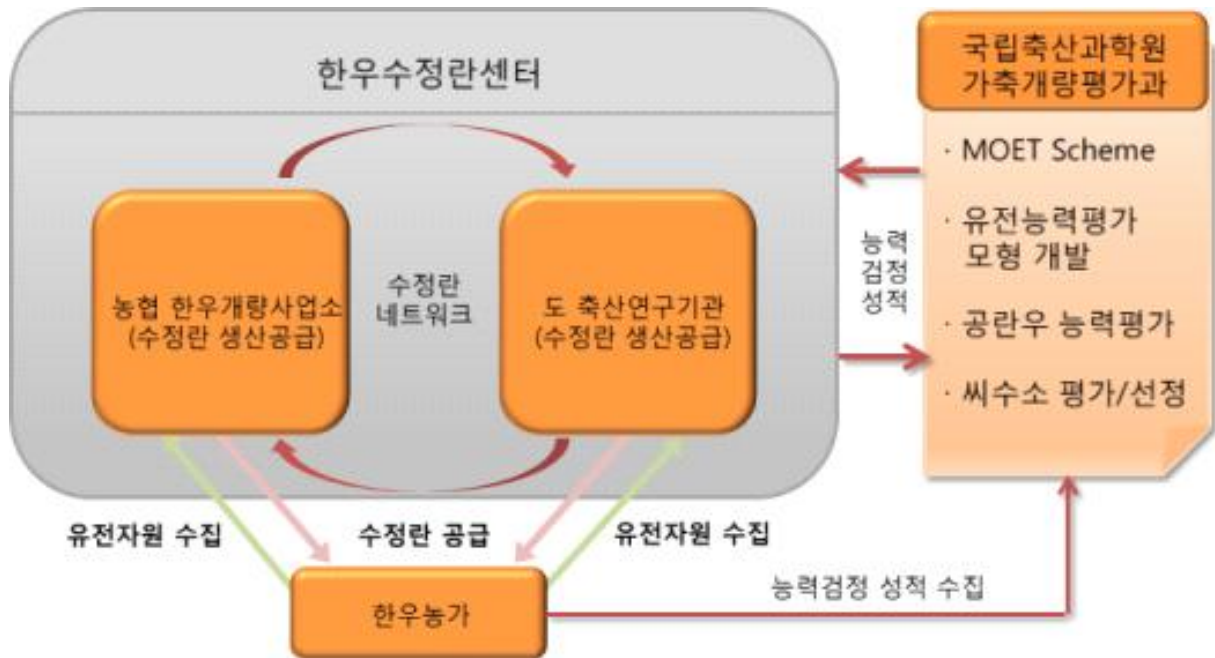 한우수정란센터
농협 한우개량사업소
(수정란 생산공급)
수정란
네트워크
도 축산연구기관
(수정란 생산공급)
능력
검정
성적
국립축산과학원
가축개량평가과
· MOET Scheme
· 유전능력평가
모형 개발
· 공란우 능력평가
· 씨수소 평가/선정
유전자원 수집
수정란 공급
유전자원 수집
한우농가
능력검정 성적 수집